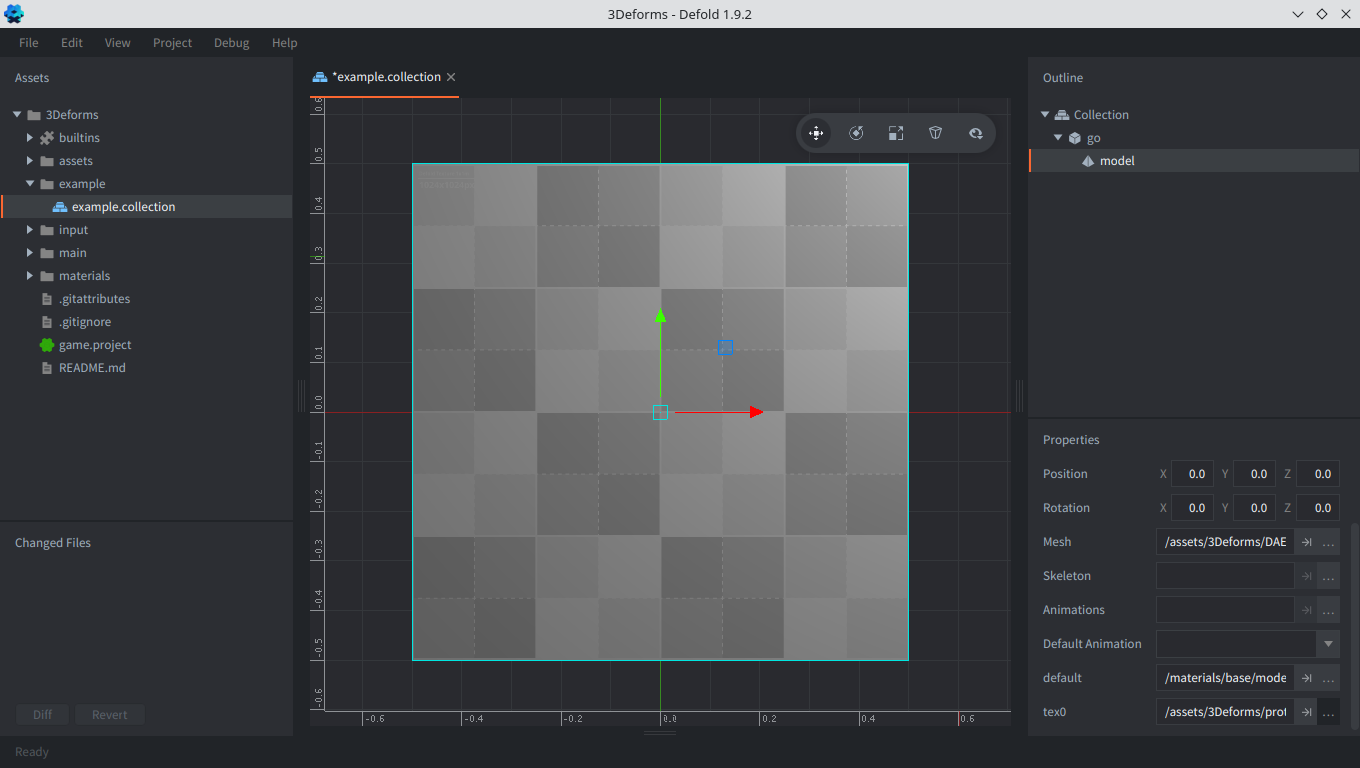 3Deforms - Defold 1.9.2
File Edit View Project Debug Help
Assets
3Deforms
builtins
assets
example
example.collection
input
main
materials
.gitattributes
.gitignore
game.project
README.md
Changed Files
Diff Revert
Ready
*example.collection
0.6
0.5
0.4
0.3
0.2
0.1
0.0
-0.1
-0.2
-0.3
-0.4
-0.5
-0.6
-0.6 -0.4 -0.2 0.0 0.2 0.4 0.6
Outline
Collection
go
model
Properties
Position X 0.0 Y 0.0 Z 0.0
Rotation X 0.0 Y 0.0 Z 0.0
Mesh /assets/3Deforms/DAE ...
Skeleton ...
Animations ...
Default Animation
default /materials/base/mode ...
tex0 /assets/3Deforms/prot ...